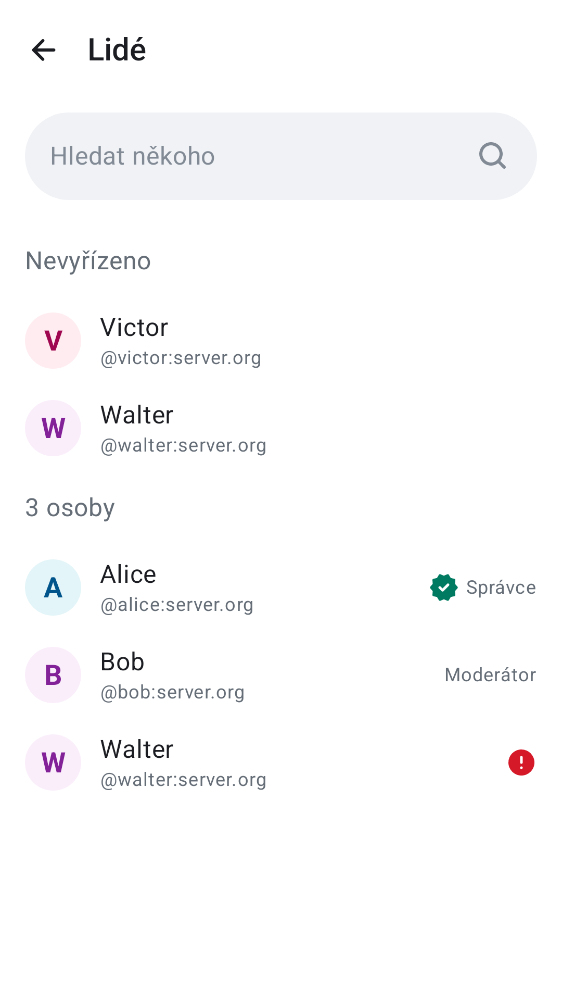 Lidé
Hledat někoho
Nevyřízeno
V
Victor
@victor:server.org
W
Walter
@walter:server.org
3 osoby
A
Alice
@alice:server.org
Správce
B
Bob
@bob:server.org
Moderátor
W
Walter
@walter:server.org